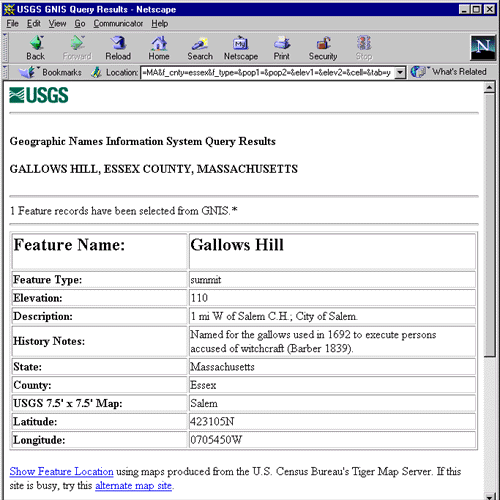 USGS GNIS Query Results - Netscape
File Edit View Go Communicator Help
Back Forward Reload Home Search Netscape Print Security Stop
N
Bookmarks Location: =MA&f_cnty=essex&f_type=&pop1=&pop2=&elev1=&elev2=&cell=&tab=y What's Related
USGS
Geographic Names Information System Query Results
GALLOWS HILL, ESSEX COUNTY, MASSACHUSETTS
1 Feature records have been selected from GNIS.*
Feature Name: Gallows Hill
Feature Type: summit
Elevation: 110
Description: 1 mi W of Salem C.H.; City of Salem.
History Notes: Named for the gallows used in 1692 to execute persons
accused of witchcraft (Barber 1839).
State: Massachusetts
County: Essex
USGS 7.5' x 7.5' Map: Salem
Latitude: 423105N
Longitude: 0705450W
Show Feature Location using maps produced from the U.S. Census Bureau's Tiger Map Server. If this
site is busy, try this alternate map site.